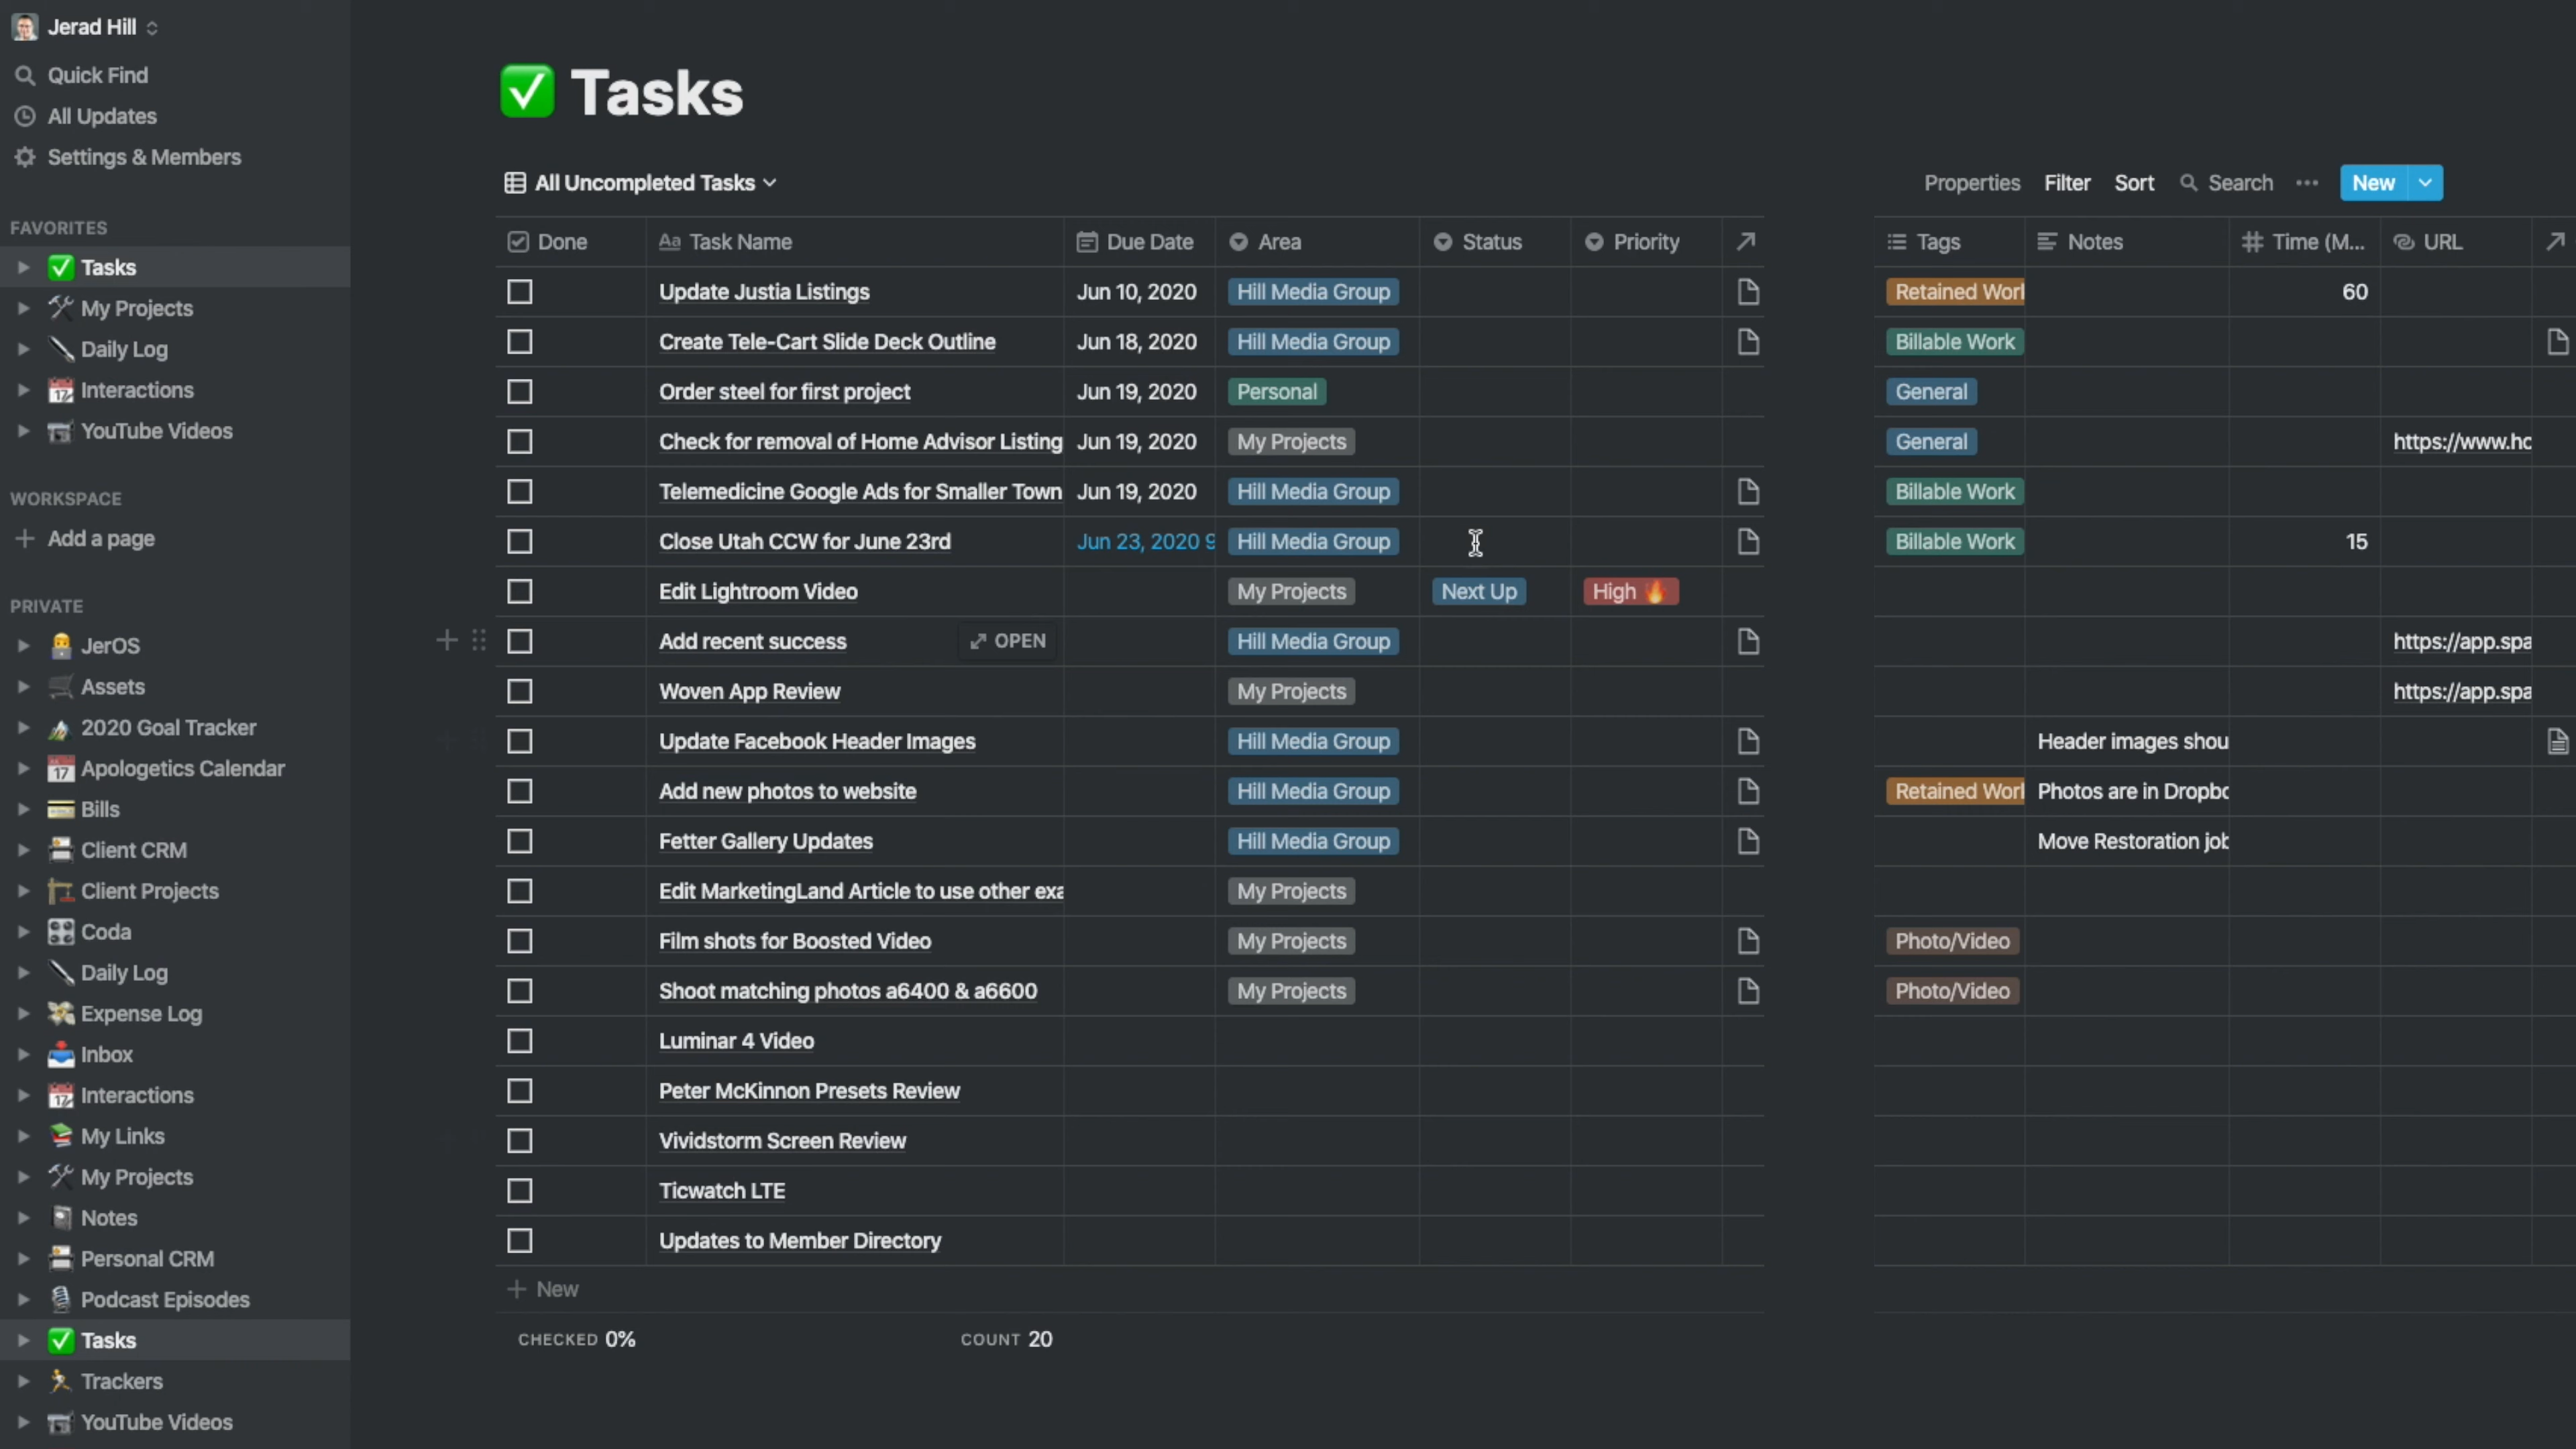 Jerad Hill
Quick Find
All Updates
Settings & Members
FAVORITES
Tasks
My Projects
Daily Log
Interactions
YouTube Videos
WORKSPACE
Add a page
PRIVATE
JerOS
Assets
2020 Goal Tracker
Apologetics Calendar
Bills
Client CRM
Client Projects
Coda
Daily Log
Expense Log
Inbox
Interactions
My Links
My Projects
Notes
Personal CRM
Podcast Episodes
Tasks
Trackers
YouTube Videos
Tasks
All Uncompleted Tasks Properties Filter Sort Search ••• New
Done Aa Task Name Due Date Area Status Priority Tags Notes # Time (M... URL
Update Justia Listings Jun 10, 2020 Hill Media Group Retained Worl 60
Create Tele-Cart Slide Deck Outline Jun 18, 2020 Hill Media Group Billable Work
Order steel for first project Jun 19, 2020 Personal General
Check for removal of Home Advisor Listing Jun 19, 2020 My Projects General https://www.hc
Telemedicine Google Ads for Smaller Town Jun 19, 2020 Hill Media Group Billable Work
Close Utah CCW for June 23rd Jun 23, 2020 9 Hill Media Group Billable Work 15
Edit Lightroom Video My Projects Next Up High
Add recent success OPEN Hill Media Group https://app.spa
Woven App Review My Projects https://app.spa
Update Facebook Header Images Hill Media Group Header images shou
Add new photos to website Hill Media Group Retained Worl Photos are in Dropbc
Fetter Gallery Updates Hill Media Group Move Restoration job
Edit MarketingLand Article to use other exa My Projects
Film shots for Boosted Video My Projects Photo/Video
Shoot matching photos a6400 & a6600 My Projects Photo/Video
Luminar 4 Video
Peter McKinnon Presets Review
Vividstorm Screen Review
Ticwatch LTE
Updates to Member Directory
New
CHECKED 0% COUNT 20